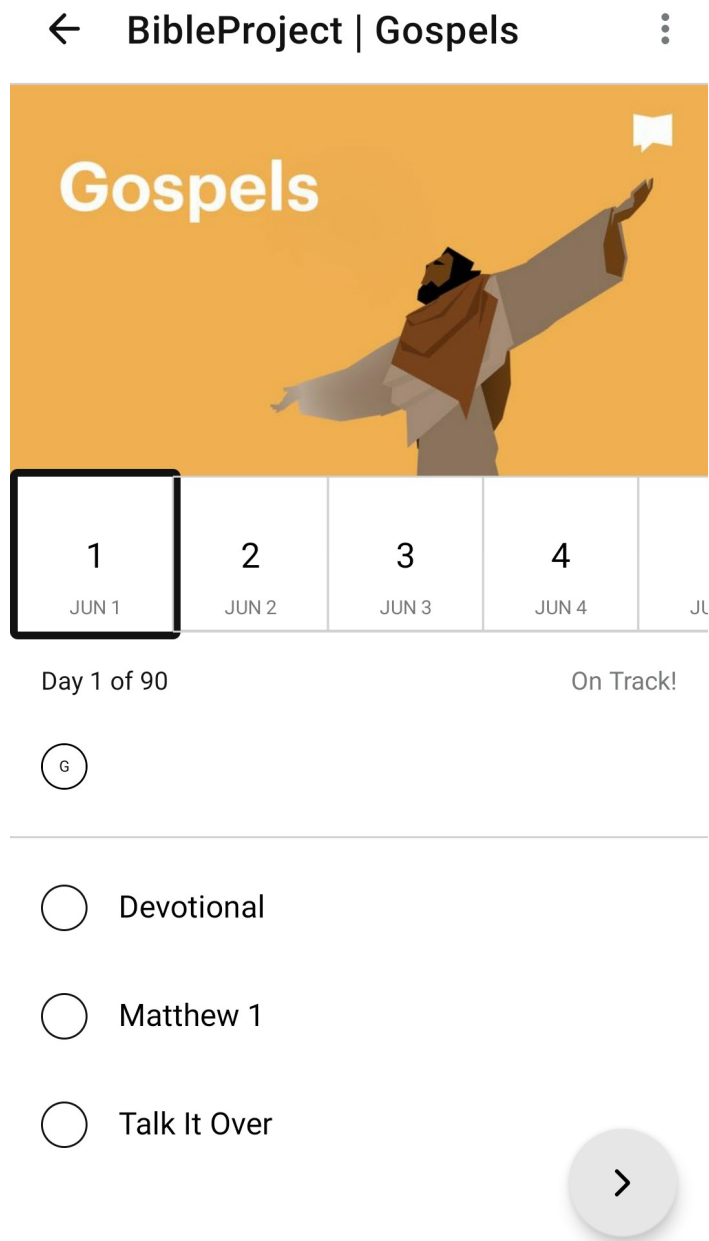 BibleProject | Gospels
Gospels
1
2
3
4
JUN 1
JUN 2
JUN 3
JUN 4
Day 1 of 90
On Track!
G
Devotional
Matthew 1
Talk It Over